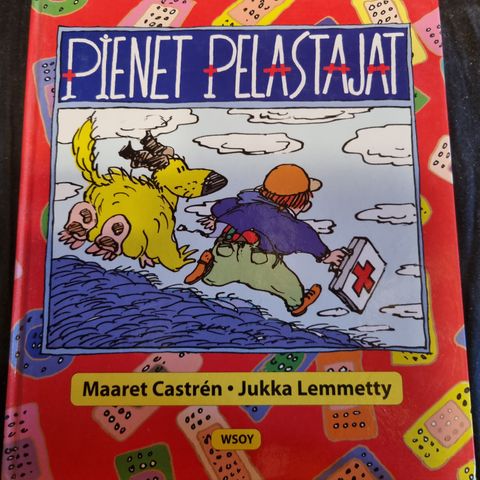 PIENET PELASTAJAT
Maaret Castrén • Jukka Lemmetty
WSOY